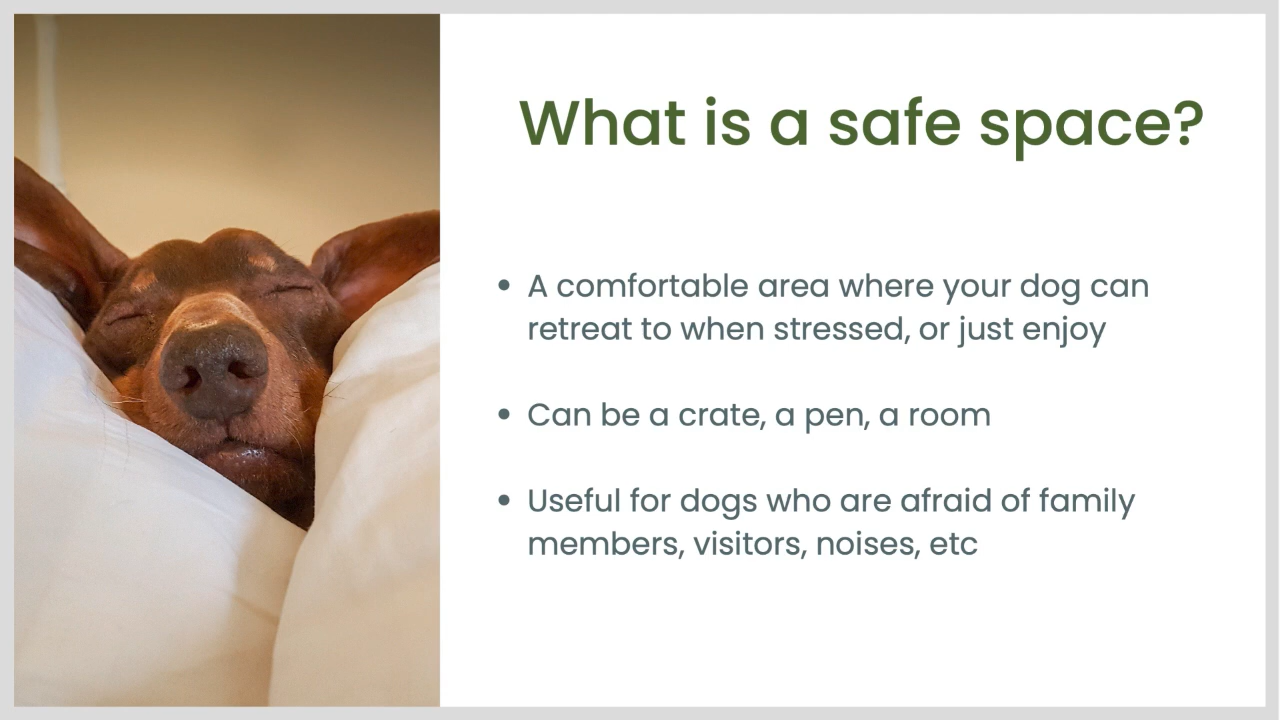 What is a safe space?
• A comfortable area where your dog can
retreat to when stressed, or just enjoy
• Can be a crate, a pen, a room
• Useful for dogs who are afraid of family
members, visitors, noises, etc